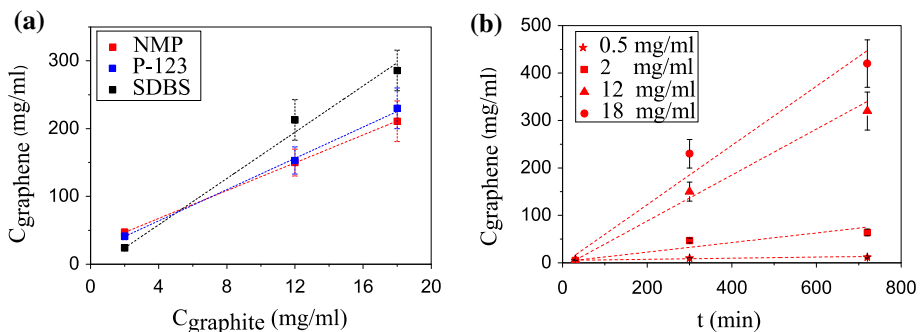 (a)
NMP
P-123
SDBS
300
200
100
0
0 4 8 12 16 20
Cgraphene (mg/ml)
Cgraphite (mg/ml)
(b)
0.5 mg/ml
2 mg/ml
12 mg/ml
18 mg/ml
500
400
300
200
100
0
0 200 400 600 800
Cgraphene (mg/ml)
t (min)